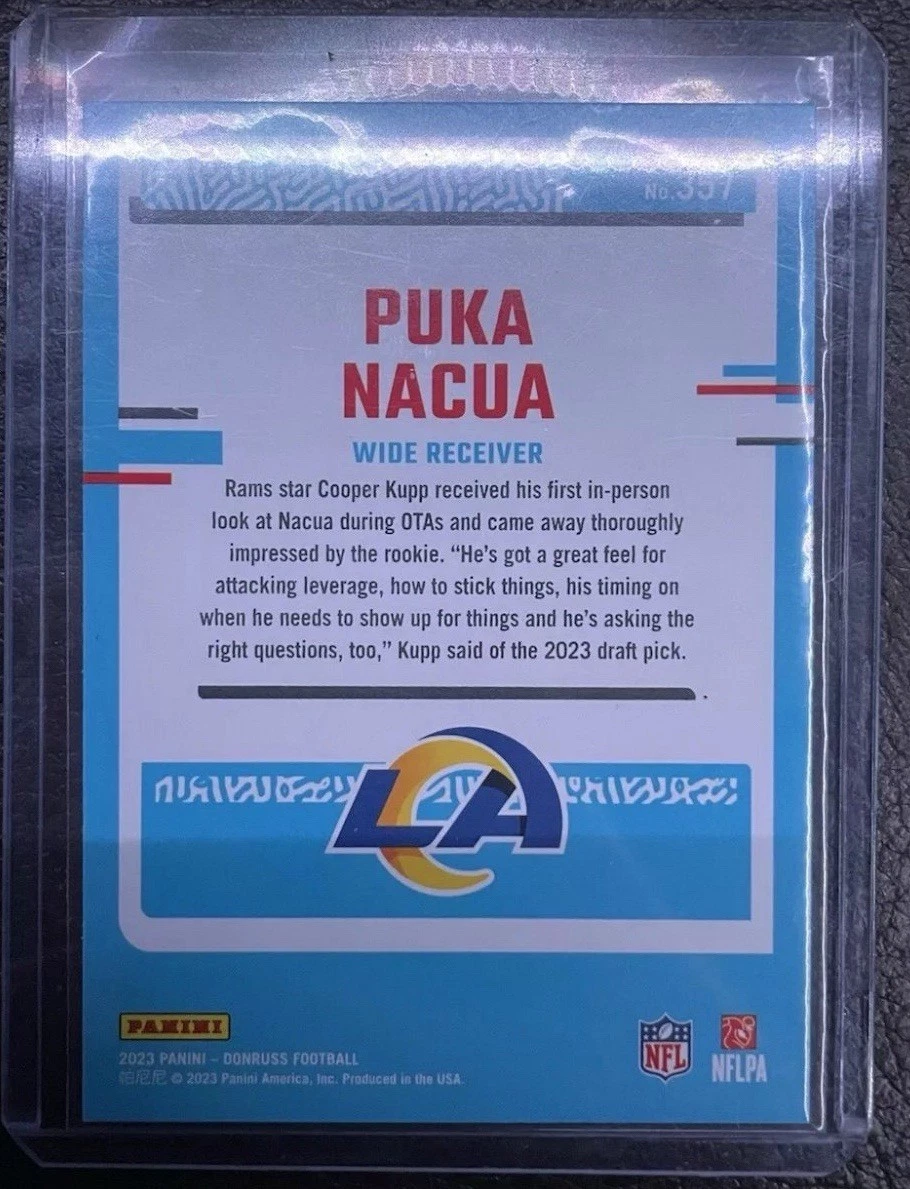 No. 357
PUKA
NACUA
WIDE RECEIVER
Rams star Cooper Kupp received his first in-person
look at Nacua during OTAs and came away thoroughly
impressed by the rookie. “He’s got a great feel for
attacking leverage, how to stick things, his timing on
when he needs to show up for things and he’s asking the
right questions, too,” Kupp said of the 2023 draft pick.
LA
PANINI
2023 PANINI – DONRUSS FOOTBALL
帕尼尼 © 2023 Panini America, Inc. Produced in the USA.
NFL
NFLPA